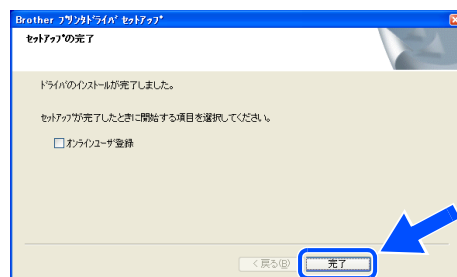 Brother プリンタドライバ セットアップ
セットアップの完了
ドライバのインストールが完了しました。
セットアップが完了したときに開始する項目を選択してください。
オンラインユーザ登録
< 戻る(B) 完了